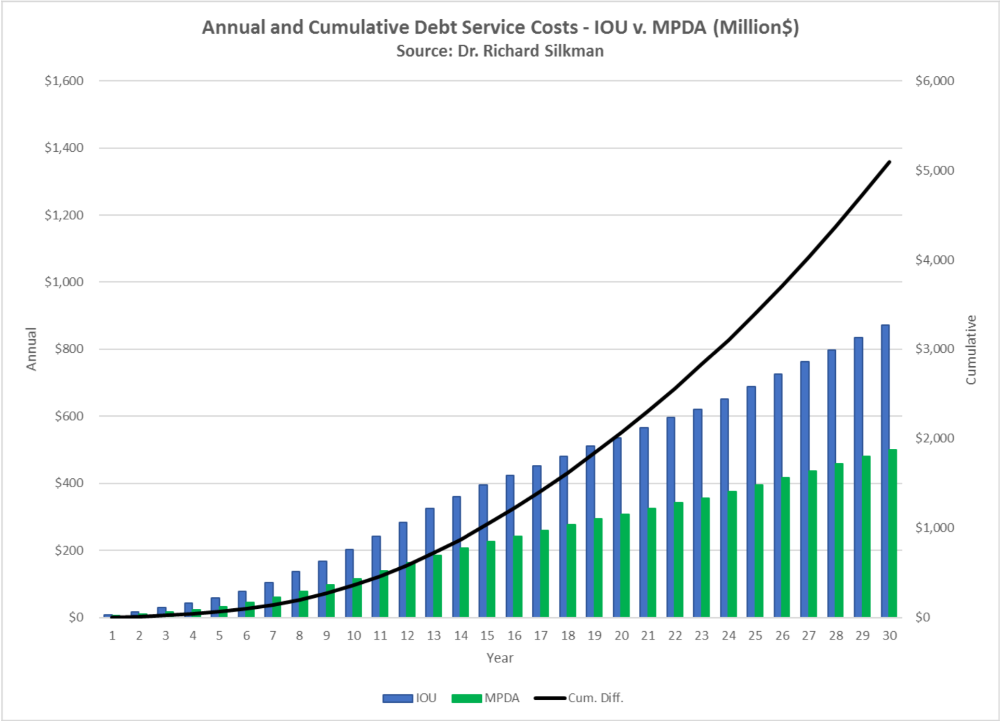 Annual and Cumulative Debt Service Costs - IOU v. MPDA (Million$)
Source: Dr. Richard Silkman
$1,600
$1,400
$1,200
$1,000
$800
$600
$400
$200
$0
Annual
$6,000
$5,000
$4,000
$3,000
$2,000
$1,000
$0
Cumulative
1 2 3 4 5 6 7 8 9 10 11 12 13 14 15 16 17 18 19 20 21 22 23 24 25 26 27 28 29 30
Year
IOU MPDA Cum. Diff.